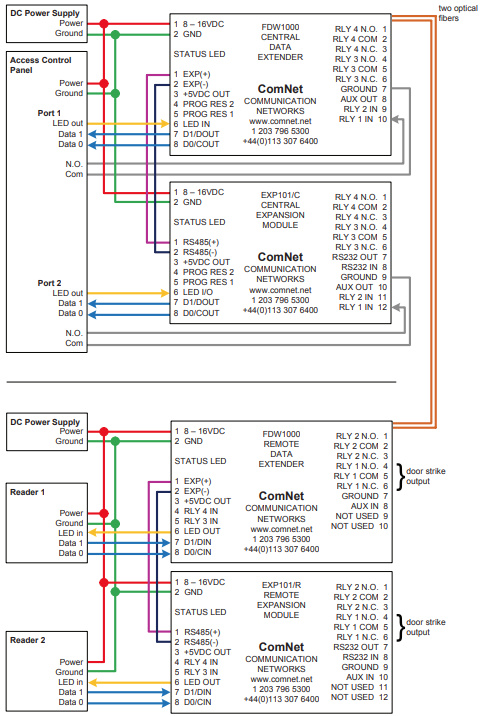 two optical
fibers
DC Power Supply
Power
Ground
Access Control
Panel
Power
Ground
Port 1
LED out
Data 1
Data 0
N.O.
Com
Port 2
LED out
Data 1
Data 0
N.O.
Com
1 8 – 16VDC
2 GND
STATUS LED
1 EXP(+)
2 EXP(-)
3 +5VDC OUT
4 PROG RES 2
5 PROG RES 1
6 LED IN
7 D1/DOUT
8 D0/COUT
FDW1000
CENTRAL
DATA
EXTENDER
ComNet
COMMUNICATION
NETWORKS
www.comnet.net
1 203 796 5300
+44(0)113 307 6400
RLY 4 N.O. 1
RLY 4 COM 2
RLY 4 N.C. 3
RLY 3 N.O. 4
RLY 3 COM 5
RLY 3 N.C. 6
GROUND 7
AUX OUT 8
RLY 2 IN 9
RLY 1 IN 10
1 8 – 16VDC
2 GND
STATUS LED
1 RS485(+)
2 RS485(-)
3 +5VDC OUT
4 PROG RES 2
5 PROG RES 1
6 LED I/O
7 D1/DOUT
8 D0/COUT
EXP101/C
CENTRAL
EXPANSION
MODULE
ComNet
COMMUNICATION
NETWORKS
www.comnet.net
1 203 796 5300
+44(0)113 307 6400
RLY 4 N.O. 1
RLY 4 COM 2
RLY 4 N.C. 3
RLY 3 N.O. 4
RLY 3 COM 5
RLY 3 N.C. 6
RS232 OUT 7
RS232 IN 8
GROUND 9
AUX OUT 10
RLY 2 IN 11
RLY 1 IN 12
DC Power Supply
Power
Ground
Reader 1
Power
Ground
LED in
Data 1
Data 0
Reader 2
Power
Ground
LED in
Data 1
Data 0
1 8 – 16VDC
2 GND
STATUS LED
1 EXP(+)
2 EXP(-)
3 +5VDC OUT
4 RLY 4 IN
5 RLY 3 IN
6 LED OUT
7 D1/DIN
8 D0/CIN
FDW1000
REMOTE
DATA
EXTENDER
ComNet
COMMUNICATION
NETWORKS
www.comnet.net
1 203 796 5300
+44(0)113 307 6400
RLY 2 N.O. 1
RLY 2 COM 2
RLY 2 N.C. 3
RLY 1 N.O. 4
RLY 1 COM 5
RLY 1 N.C. 6
GROUND 7
AUX IN 8
NOT USED 9
NOT USED 10
door strike
output
1 8 – 16VDC
2 GND
STATUS LED
1 RS485(+)
2 RS485(-)
3 +5VDC OUT
4 RLY 4 IN
5 RLY 3 IN
6 LED OUT
7 D1/DIN
8 D0/CIN
EXP101/R
REMOTE
EXPANSION
MODULE
ComNet
COMMUNICATION
NETWORKS
www.comnet.net
1 203 796 5300
+44(0)113 307 6400
RLY 2 N.O. 1
RLY 2 COM 2
RLY 2 N.C. 3
RLY 1 N.O. 4
RLY 1 COM 5
RLY 1 N.C. 6
RS232 OUT 7
RS232 IN 8
GROUND 9
AUX IN 10
NOT USED 11
NOT USED 12
door strike
output